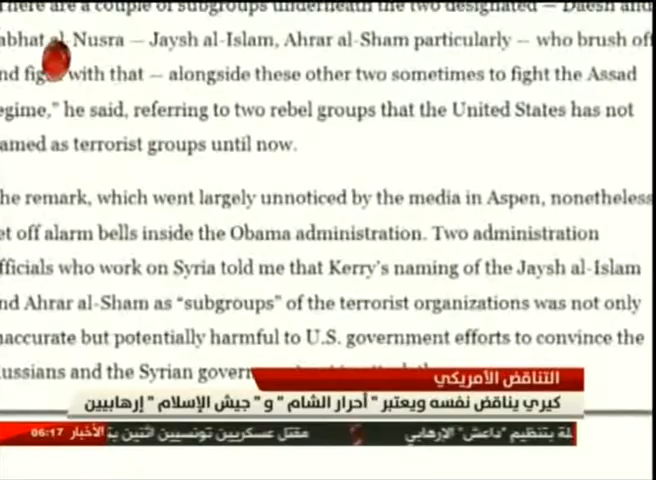 here are a couple of subgroups underneath the two designated — Daesh and
abhat al Nusra — Jaysh al-Islam, Ahrar al-Sham particularly — who brush off
nd fig with that — alongside these other two sometimes to fight the Assad
egime," he said, referring to two rebel groups that the United States has not
amed as terrorist groups until now.
he remark, which went largely unnoticed by the media in Aspen, nonetheless
et off alarm bells inside the Obama administration. Two administration
fficials who work on Syria told me that Kerry's naming of the Jaysh al-Islam
nd Ahrar al-Sham as "subgroups" of the terrorist organizations was not only
naccurate but potentially harmful to U.S. government efforts to convince the
ussians and the Syrian govern
التناقض الأمريكي
كيري يناقض نفسه ويعتبر " أحرار الشام " و " جيش الإسلام " إرهابيين
الأخبار 06:17
لة بتنظيم "داعش" الإرهابي مقتل عسكريين تونسيين اثنين